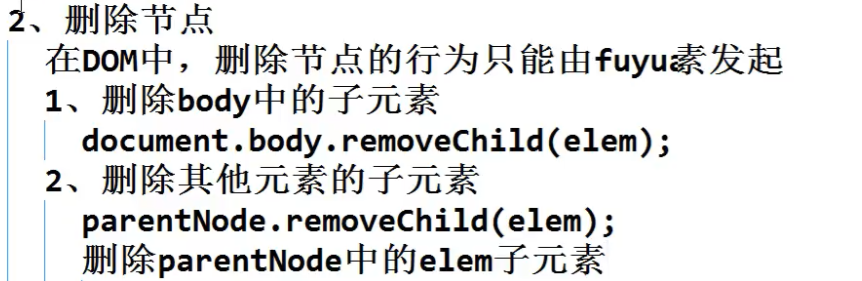 2、删除节点
在DOM中，删除节点的行为只能由fuyu素发起
1、删除body中的子元素
document.body.removeChild(elem);
2、删除其他元素的子元素
parentNode.removeChild(elem);
删除parentNode中的elem子元素